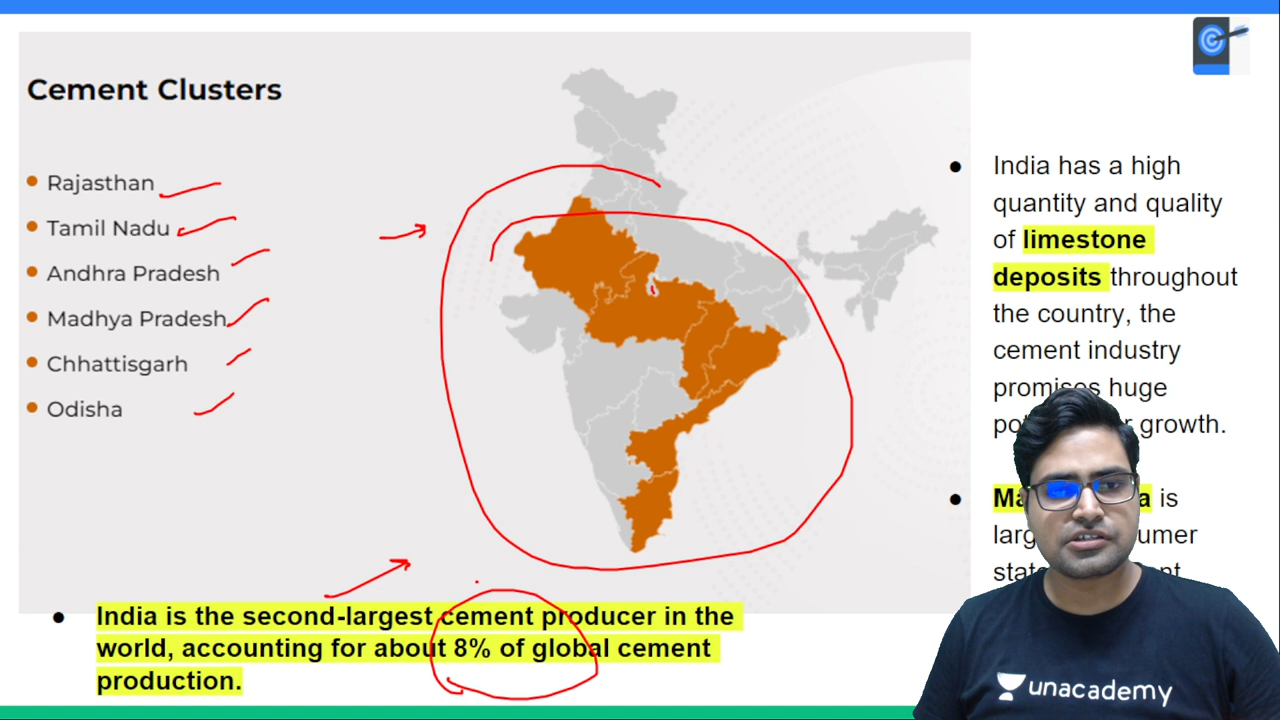 Cement Clusters
Rajasthan
Tamil Nadu
Andhra Pradesh
Madhya Pradesh
Chhattisgarh
Odisha
India is the second-largest cement producer in the
world, accounting for about 8% of global cement
production.
India has a high
quantity and quality
of limestone
deposits throughout
the country, the
cement industry
promises huge
growth.
is
unacademy